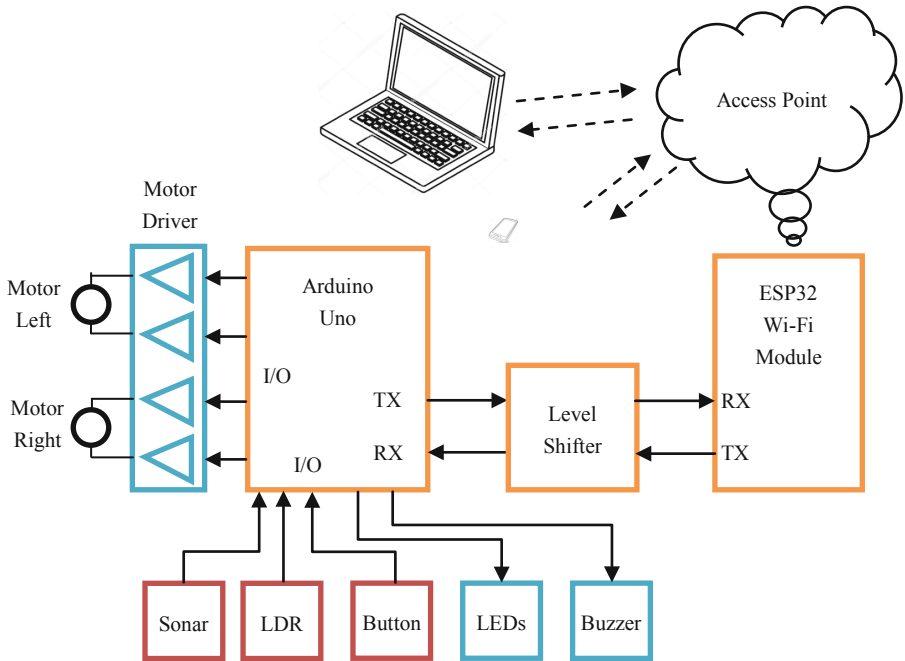 Access Point
Motor
Driver
Motor
Left
Arduino
Uno
ESP32
Wi-Fi
Module
I/O
Motor
Right
TX
RX
Level
Shifter
RX
TX
I/O
Sonar
LDR
Button
LEDs
Buzzer